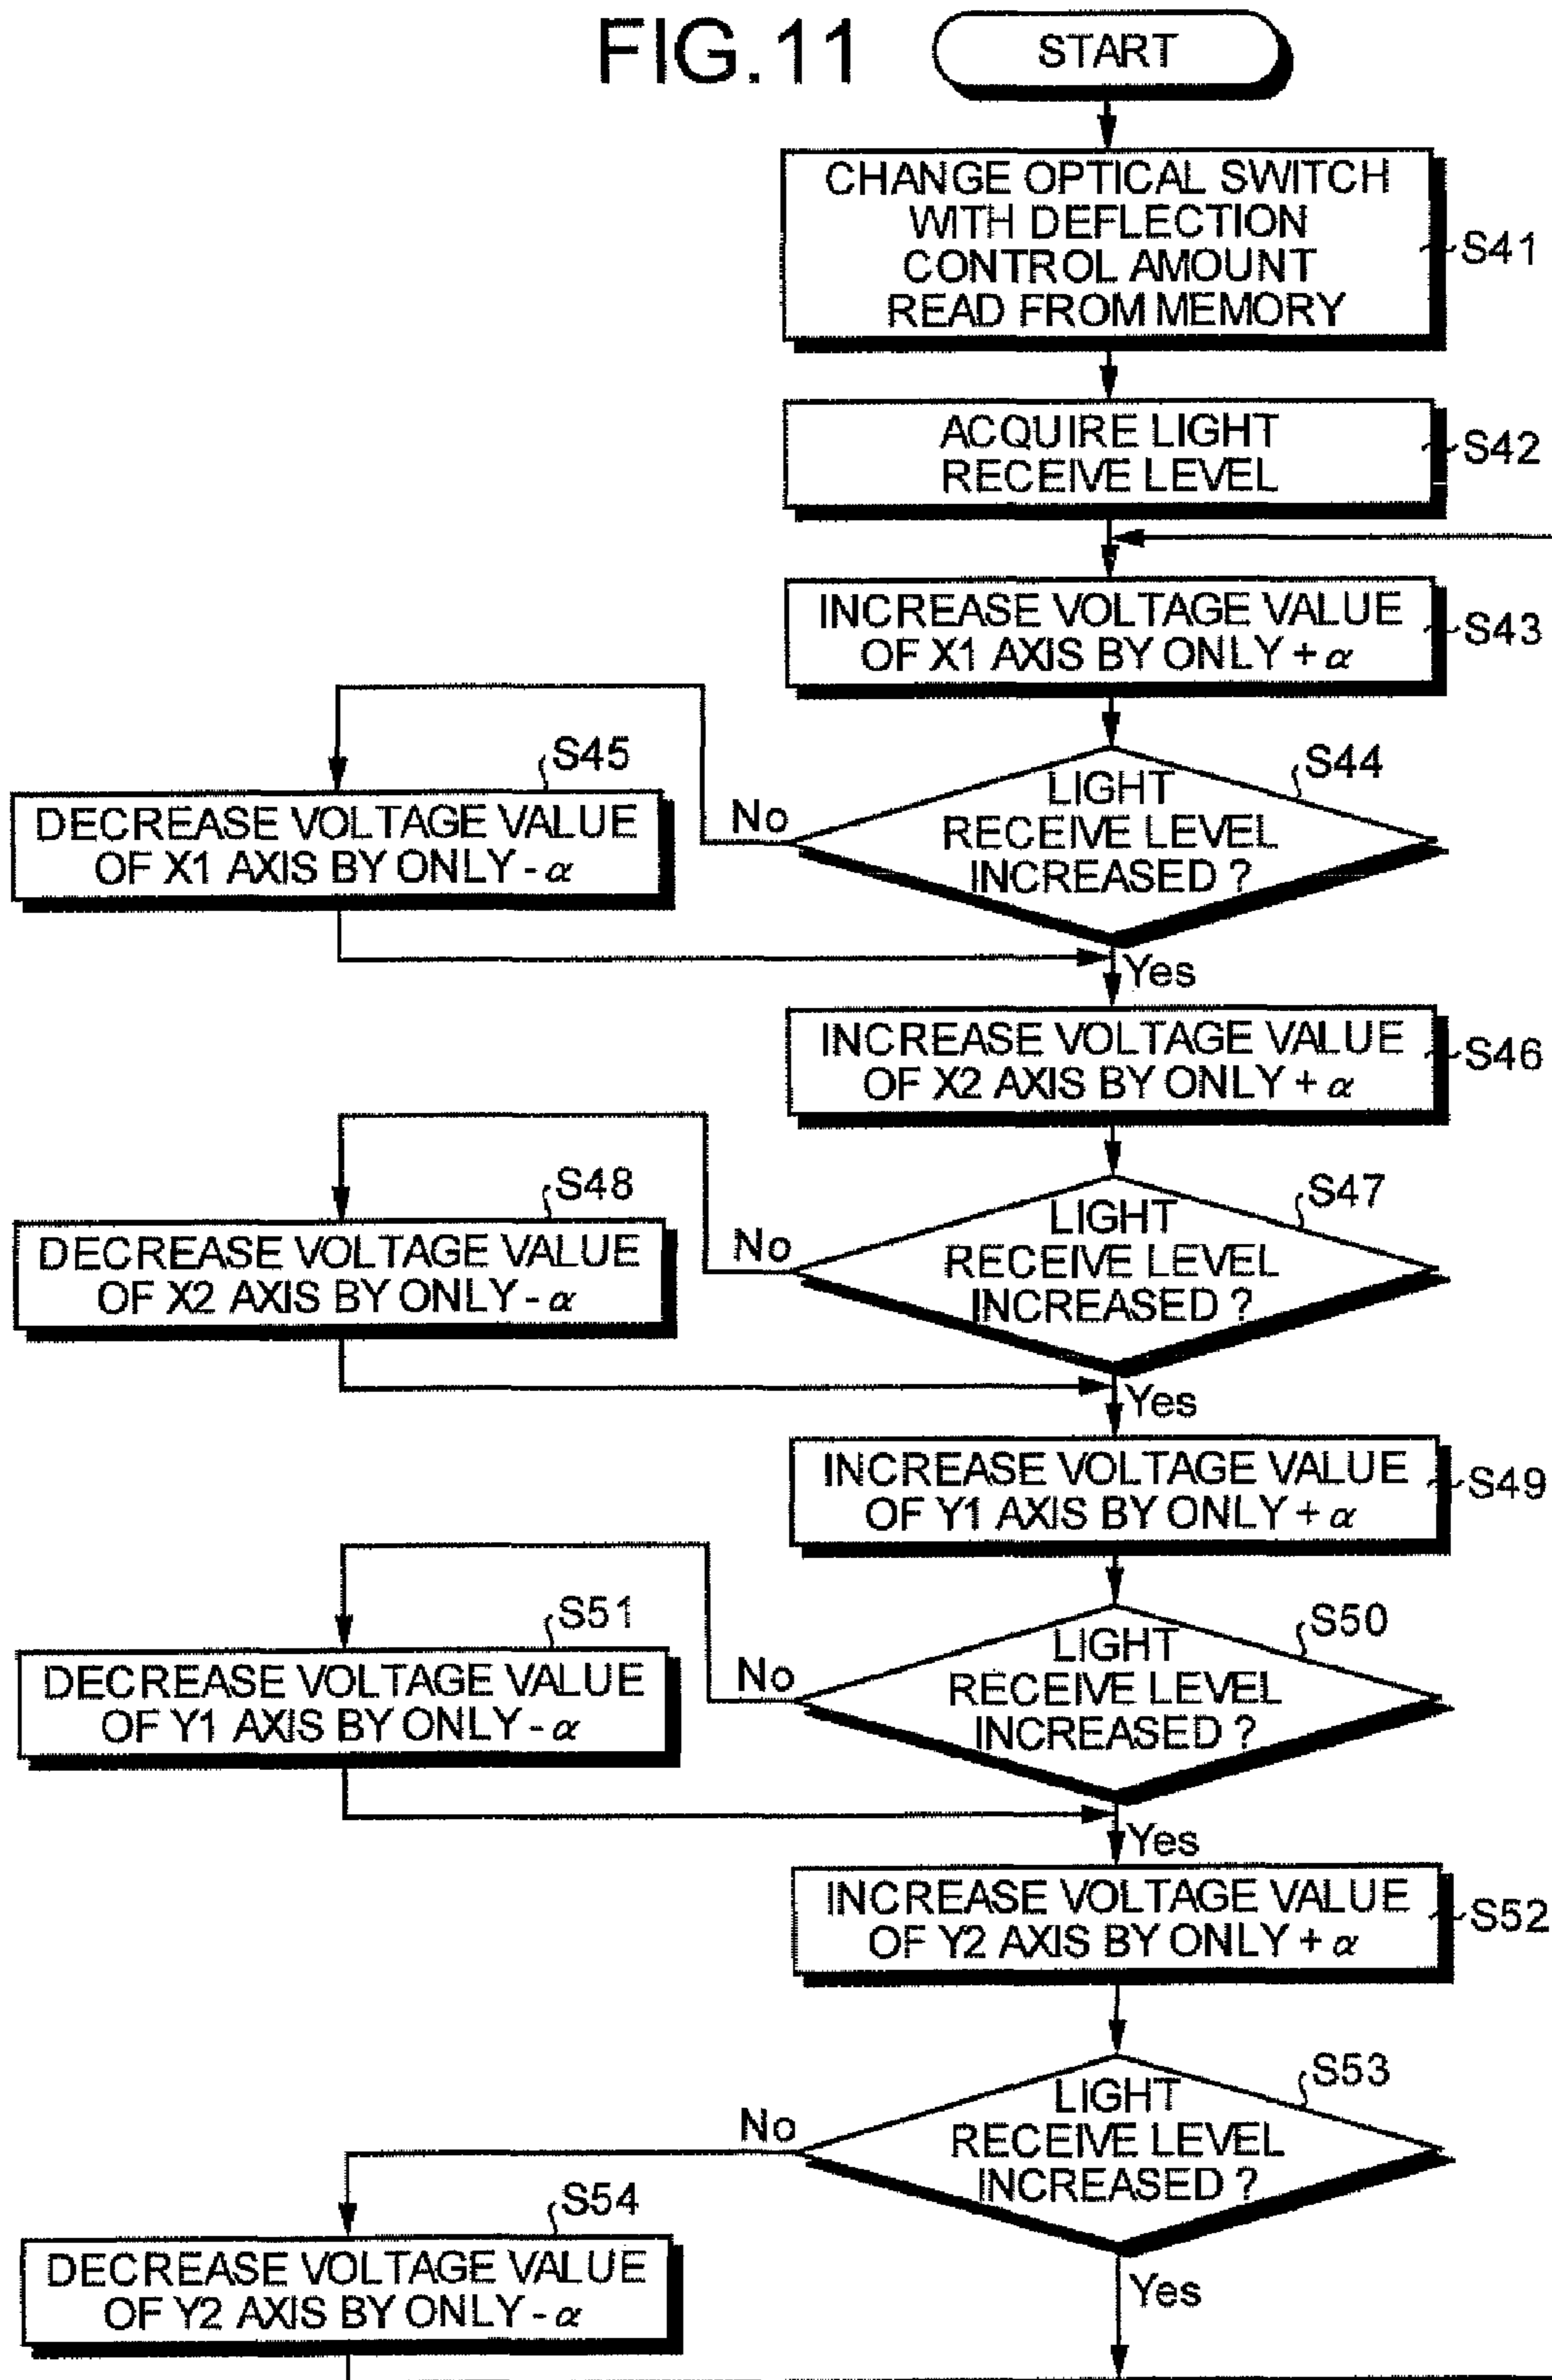 FIG.11
START
CHANGE OPTICAL SWITCH
WITH DEFLECTION
CONTROL AMOUNT
READ FROM MEMORY
S41
ACQUIRE LIGHT
RECEIVE LEVEL
S42
INCREASE VOLTAGE VALUE
OF X1 AXIS BY ONLY + α
S43
LIGHT
RECEIVE LEVEL
INCREASED ?
S44
No
S45
DECREASE VOLTAGE VALUE
OF X1 AXIS BY ONLY - α
Yes
INCREASE VOLTAGE VALUE
OF X2 AXIS BY ONLY + α
S46
LIGHT
RECEIVE LEVEL
INCREASED ?
S47
No
S48
DECREASE VOLTAGE VALUE
OF X2 AXIS BY ONLY - α
Yes
INCREASE VOLTAGE VALUE
OF Y1 AXIS BY ONLY + α
S49
LIGHT
RECEIVE LEVEL
INCREASED ?
S50
No
S51
DECREASE VOLTAGE VALUE
OF Y1 AXIS BY ONLY - α
Yes
INCREASE VOLTAGE VALUE
OF Y2 AXIS BY ONLY + α
S52
LIGHT
RECEIVE LEVEL
INCREASED ?
S53
No
S54
DECREASE VOLTAGE VALUE
OF Y2 AXIS BY ONLY - α
Yes